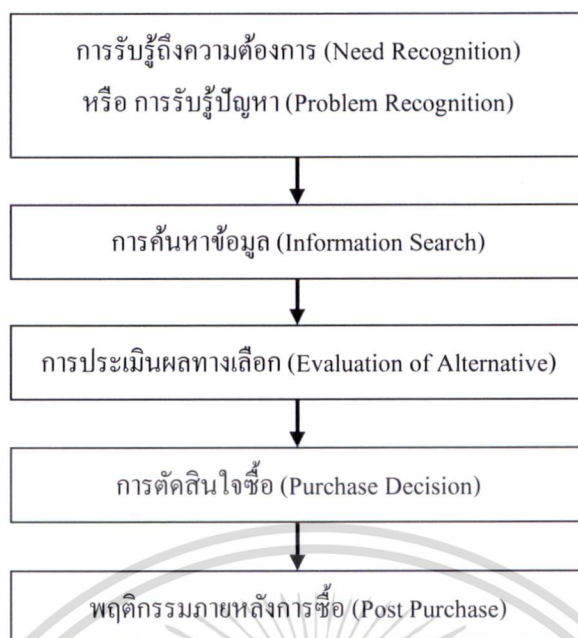 การรับรู้ถึงความต้องการ (Need Recognition)
หรือ การรับรู้ปัญหา (Problem Recognition)
การค้นหาข้อมูล (Information Search)
การประเมินผลทางเลือก (Evaluation of Alternative)
การตัดสินใจซื้อ (Purchase Decision)
พฤติกรรมภายหลังการซื้อ (Post Purchase)